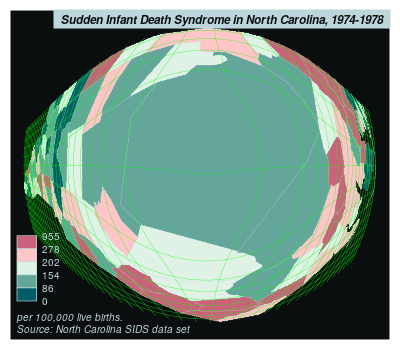 Sudden Infant Death Syndrome in North Carolina, 1974-1978
955
278
202
154
86
0
per 100,000 live births.
Source: North Carolina SIDS data set